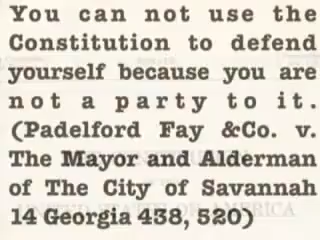 You can not use the
Constitution to defend
yourself because you are
not a party to it.
(Padelford Fay &Co. v.
The Mayor and Alderman
of The City of Savannah
14 Georgia 438, 520)